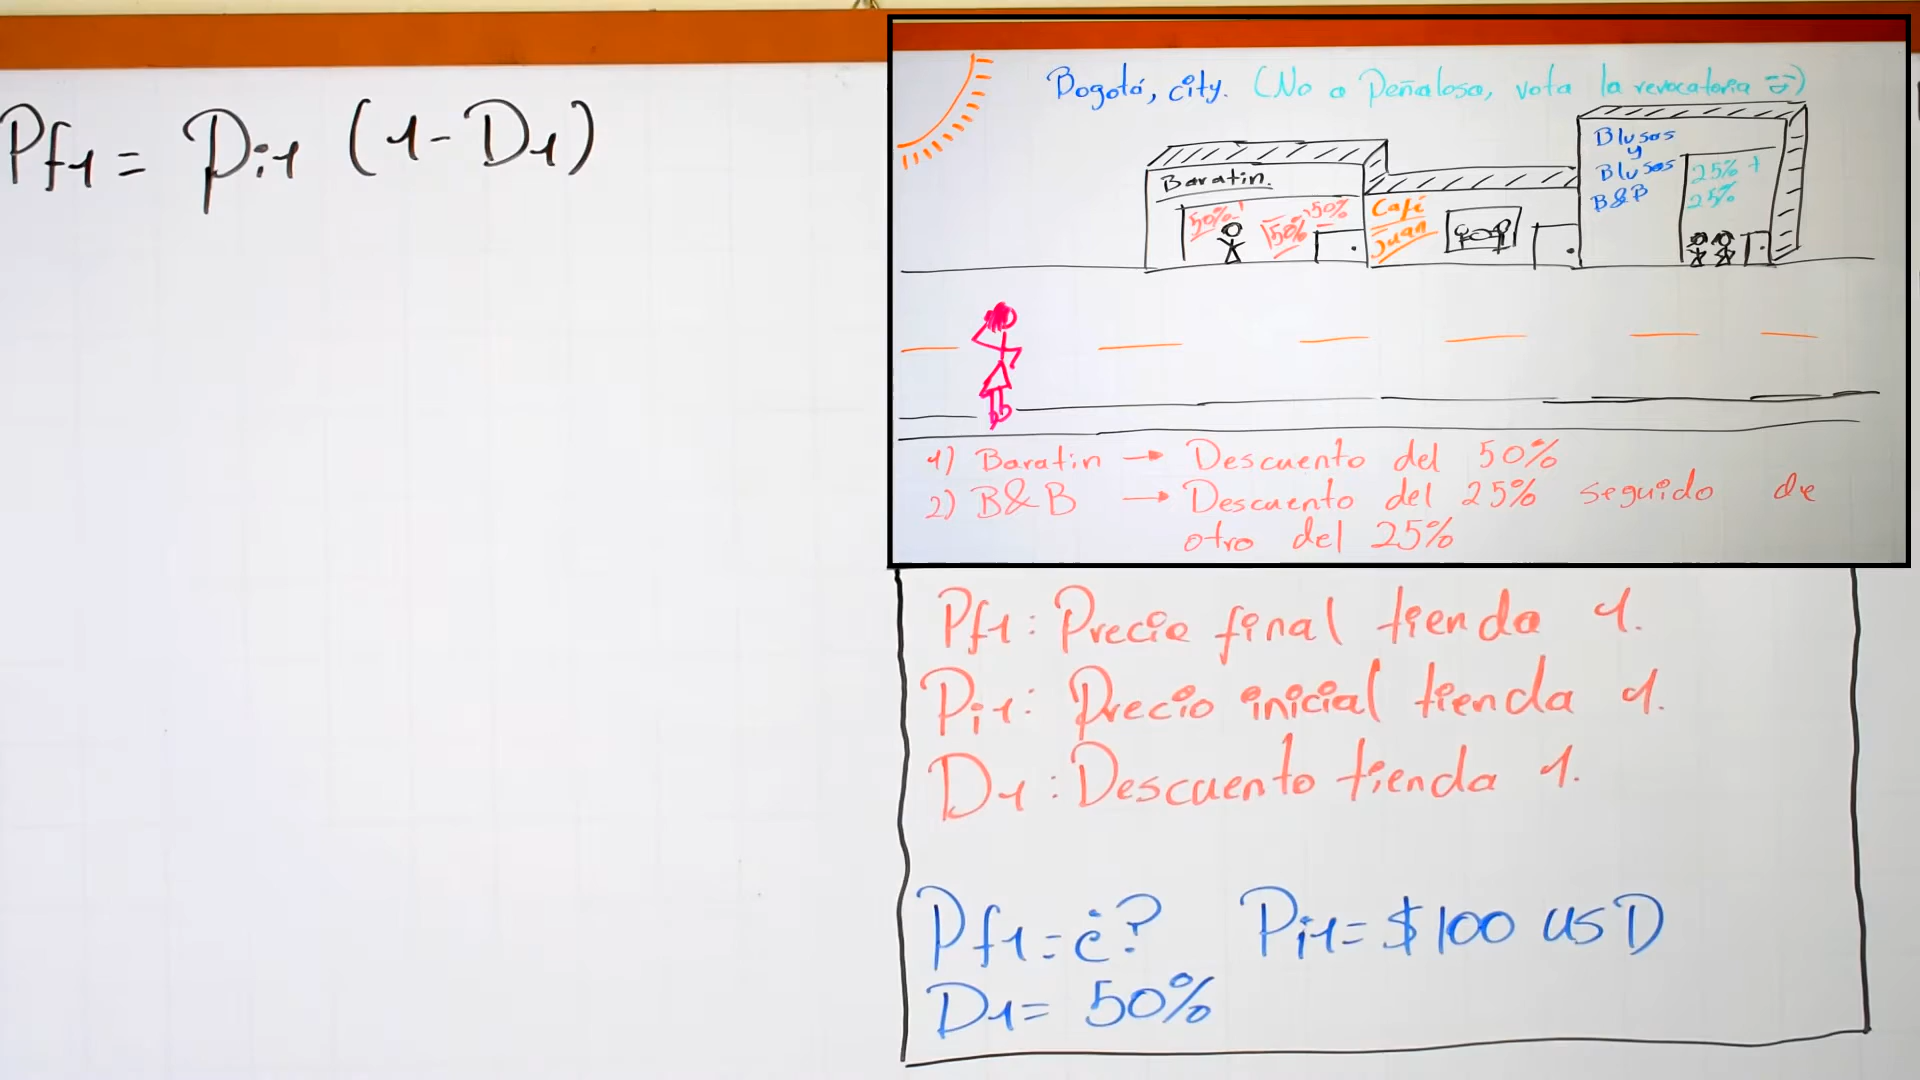 Pf1 = Pi1 (1 - D1)
Bogotá, city. (No a Peñalosa, vota la revocatoria =))
Baratin.
50%
50%
50%
Café
Juan
Blusas
y
Blusas
B&B
25% +
25%
1) Baratin → Descuento del 50%
2) B&B → Descuento del 25% seguido de
otro del 25%
Pf1: Precio final tienda 1.
Pi1: Precio inicial tienda 1.
D1: Descuento tienda 1.
Pf1 = ¿? Pi1 = $100 USD
D1 = 50%